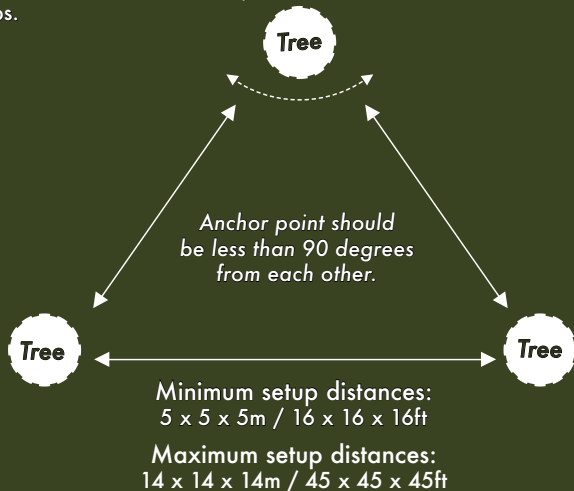 Tree
Anchor point should
be less than 90 degrees
from each other.
Tree
Tree
Minimum setup distances:
5 x 5 x 5m / 16 x 16 x 16ft
Maximum setup distances:
14 x 14 x 14m / 45 x 45 x 45ft